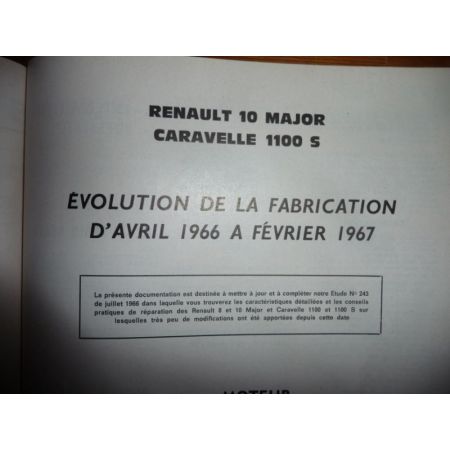 RENAULT 10 MAJOR
CARAVELLE 1100 S
ÉVOLUTION DE LA FABRICATION
D'AVRIL 1966 A FÉVRIER 1967
La présente documentation est destinée à mettre à jour et à compléter notre Etude N° 243
de juillet 1966 dans laquelle vous trouverez les caractéristiques détaillées et les conseils
pratiques de réparation des Renault 8 et 10 Major et Caravelle 1100 et 1100 S sur
lesquelles très peu de modifications ont été apportées depuis cette date
MOTEUR